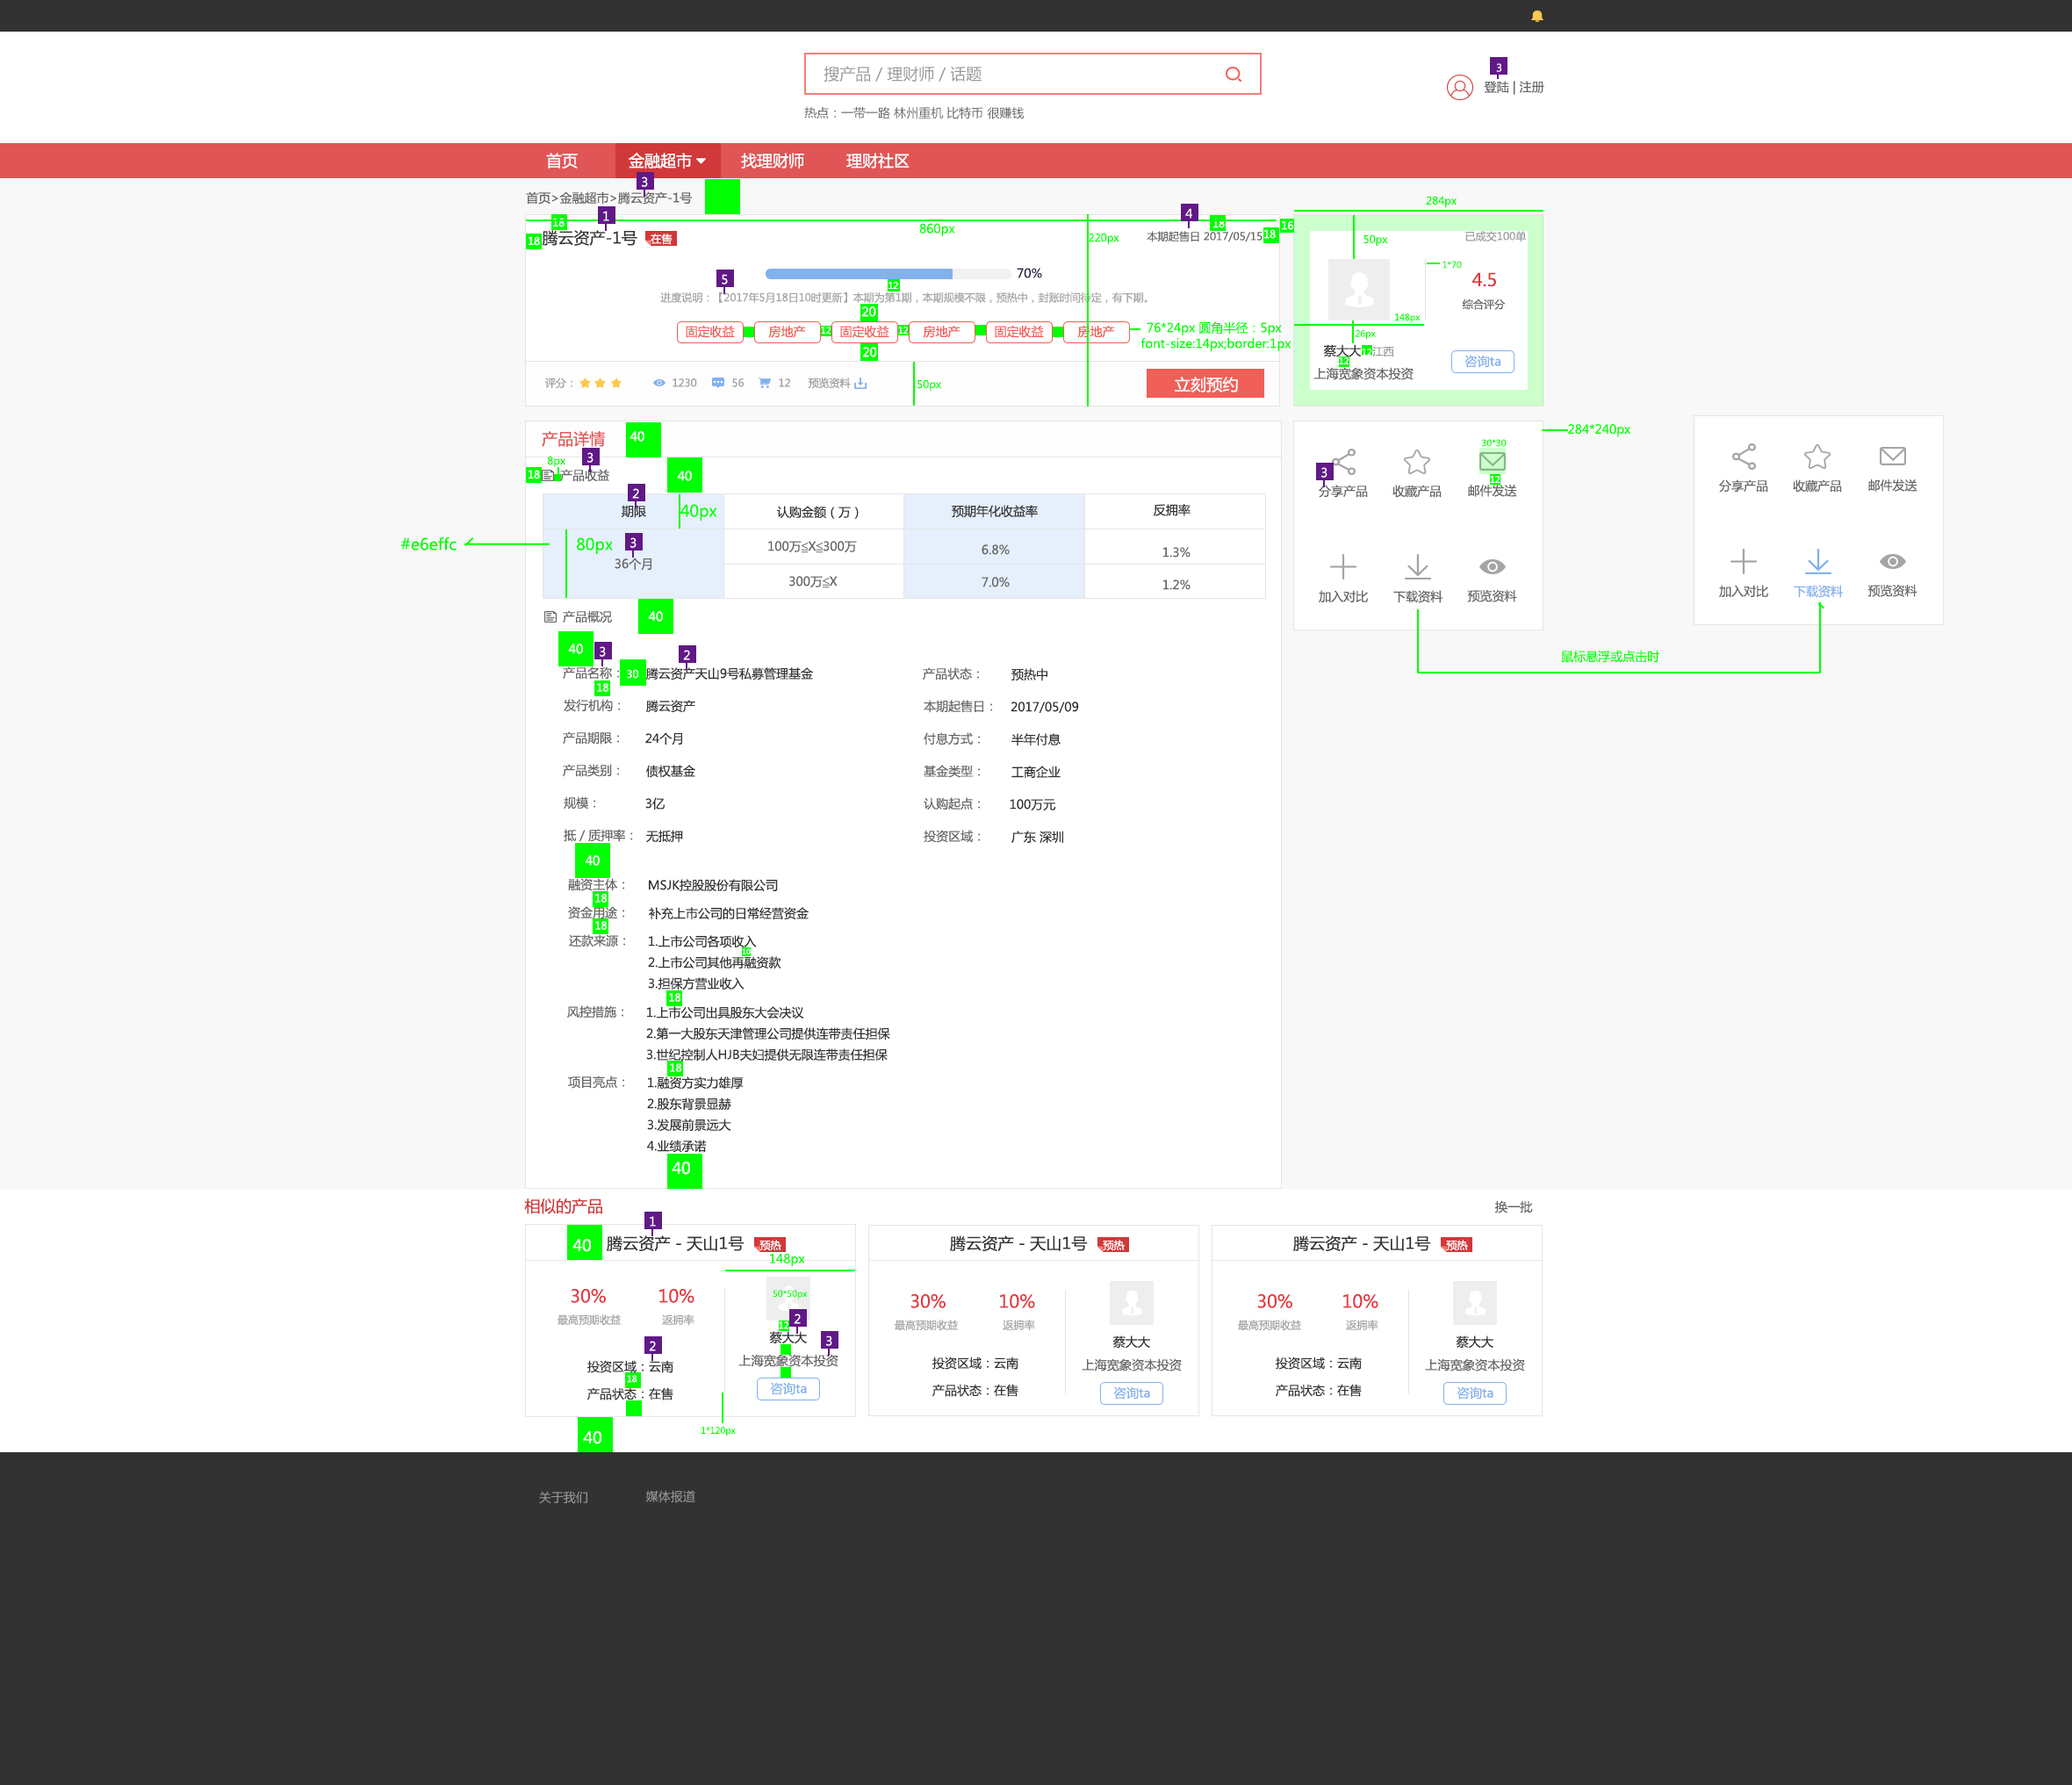 搜产品 / 理财师 / 话题
3
登陆 | 注册
热点：一带一路 林州重机 比特币 很赚钱
首页 金融超市 找理财师 理财社区
3
首页>金融超市>腾云资产-1号
1
4
284px
18
18
16
860px
220px
18 腾云资产-1号 在售
本期起售日 2017/05/15 18
50px
已成交100单
5
70%
12
1*70
4.5
综合评分
进度说明：【2017年5月18日10时更新】本期为第1期，本期规模不限，预热中，封账时间待定，有下期。
20
148px
固定收益 房地产 12 固定收益 12 房地产 固定收益 房地产
76*24px 圆角半径：5px
font-size:14px;border:1px
20
26px
蔡大大 12 江西
12
咨询ta
上海宽象资本投资
评分： 1230 56 12 预览资料
50px
立刻预约
产品详情 40
284*240px
8px
3
18 产品收益 40
30*30
12
3
分享产品 收藏产品 邮件发送
分享产品 收藏产品 邮件发送
2
期限 40px 认购金额（万） 预期年化收益率 反拥率
#e6effc
80px
3
36个月
100万≦X≦300万 6.8% 1.3%
300万≦X 7.0% 1.2%
加入对比 下载资料 预览资料
加入对比 下载资料 预览资料
鼠标悬浮或点击时
产品概况 40
40 3 2
产品名称： 30 腾云资产天山9号私募管理基金 产品状态： 预热中
18
发行机构： 腾云资产 本期起售日： 2017/05/09
产品期限： 24个月 付息方式： 半年付息
产品类别： 债权基金 基金类型： 工商企业
规模： 3亿 认购起点： 100万元
抵 / 质押率： 无抵押 投资区域： 广东 深圳
40
融资主体： MSJK控股股份有限公司
18
资金用途： 补充上市公司的日常经营资金
18
还款来源： 1.上市公司各项收入
10
2.上市公司其他再融资款
3.担保方营业收入
18
风控措施： 1.上市公司出具股东大会决议
2.第一大股东天津管理公司提供连带责任担保
3.世纪控制人HJB夫妇提供无限连带责任担保
18
项目亮点： 1.融资方实力雄厚
2.股东背景显赫
3.发展前景远大
4.业绩承诺
40
相似的产品 换一批
1
40 腾云资产 - 天山1号 预热
腾云资产 - 天山1号 预热
腾云资产 - 天山1号 预热
148px
50*50px
30% 10%
最高预期收益 返拥率
12
2
蔡大大
3
上海宽象资本投资
咨询ta
2
投资区域：云南
18
产品状态：在售
1*120px
40
30% 10%
最高预期收益 返拥率
投资区域：云南
产品状态：在售
蔡大大
上海宽象资本投资
咨询ta
30% 10%
最高预期收益 返拥率
投资区域：云南
产品状态：在售
蔡大大
上海宽象资本投资
咨询ta
关于我们 媒体报道